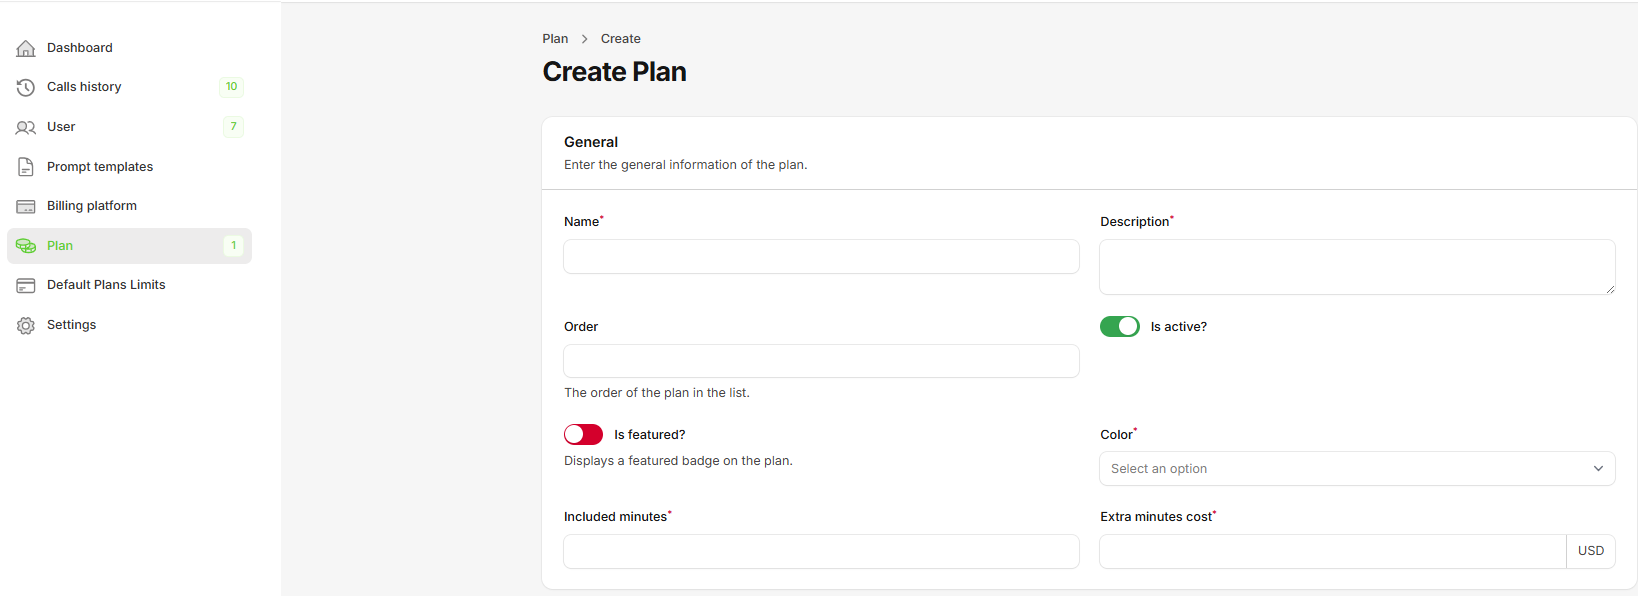 Dashboard
Calls history 10
User 7
Prompt templates
Billing platform
Plan 1
Default Plans Limits
Settings
Plan > Create
Create Plan
General
Enter the general information of the plan.
Name*
Description*
Order
Is active?
The order of the plan in the list.
Is featured?
Displays a featured badge on the plan.
Color*
Select an option
Included minutes*
Extra minutes cost*
USD